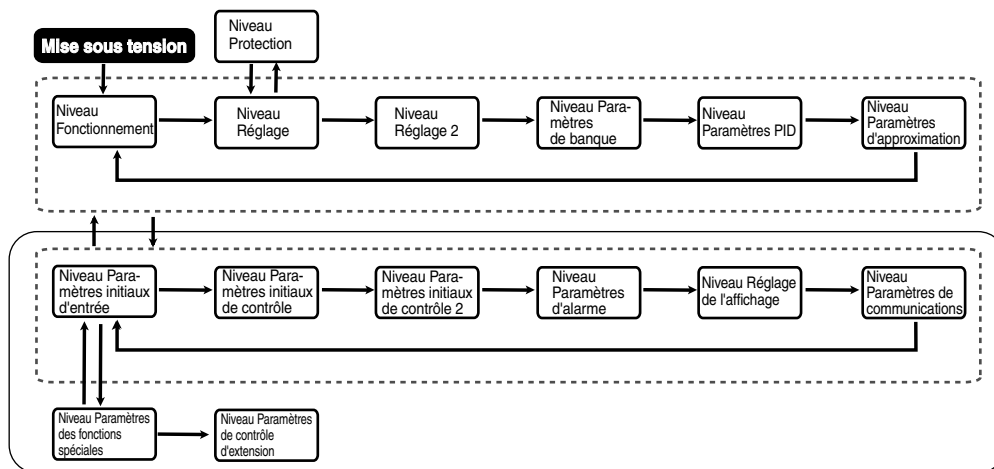 Niveau
Protection
Mise sous tension
Niveau
Fonctionnement
Niveau
Réglage
Niveau
Réglage 2
Niveau Para-
mètres
de banque
Niveau
Paramètres PID
Niveau
Paramètres
d'approximation
Niveau Para-
mètres initiaux
d'entrée
Niveau Para-
mètres initiaux
de contrôle
Niveau Para-
mètres initiaux
de contrôle 2
Niveau
Paramètres
d'alarme
Niveau Réglage
de l'affichage
Niveau
Paramètres de
communications
Niveau Paramètres
des fonctions
spéciales
Niveau Paramètres
de contrôle
d'extension